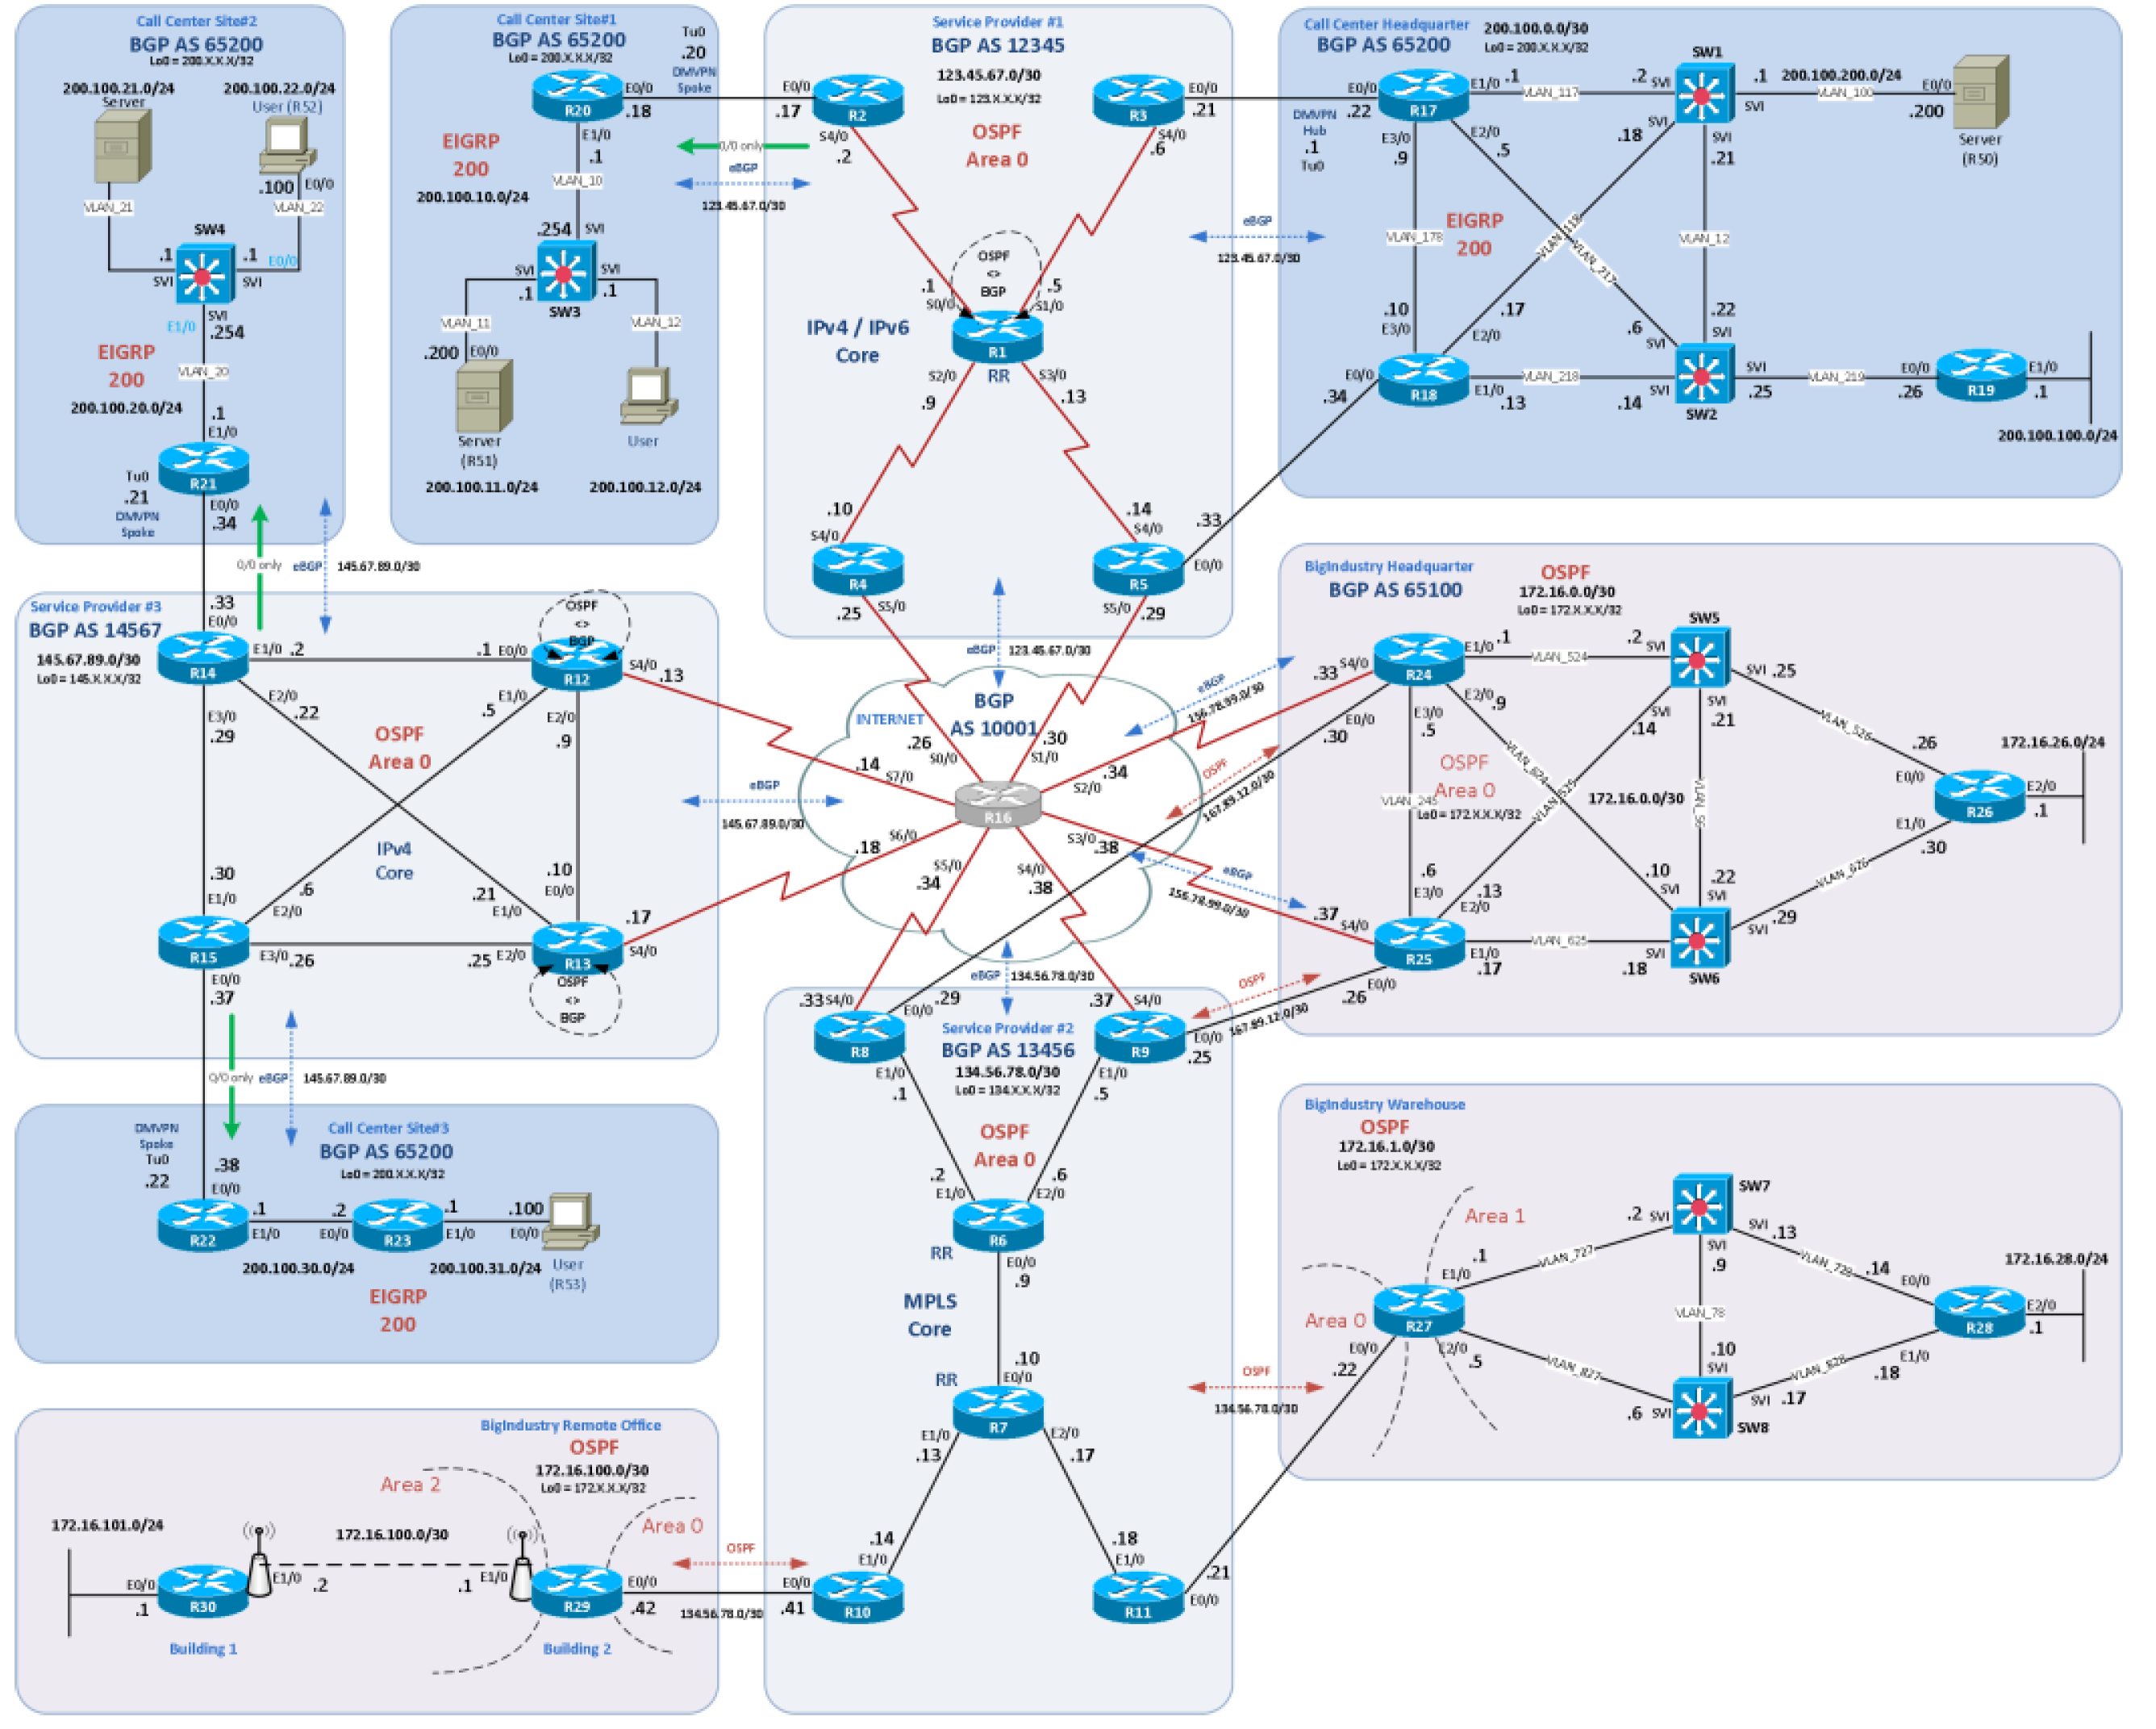 Call Center Site#2
BGP AS 65200
Lo0 = 200.X.X.X/32
200.100.21.0/24
Server
200.100.22.0/24
User (R52)
.100
E0/0
VLAN_21
VLAN_22
SW4
.1
SVI
.1
SVI
E0/0
E1/0
SVI
.254
EIGRP
200
VLAN_20
200.100.20.0/24
.1
E1/0
R21
Tu0
.21
DMVPN
Spoke
E0/0
.34
0/0 only
eBGP
145.67.89.0/30
Call Center Site#1
BGP AS 65200
Lo0 = 200.X.X.X/32
Tu0
.20
DMVPN
Spoke
R20
E0/0
.18
E1/0
.1
EIGRP
200
VLAN_10
200.100.10.0/24
.254
SVI
SVI
.1
SVI
.1
SW3
VLAN_11
VLAN_12
.200
E0/0
Server
(R51)
User
200.100.11.0/24
200.100.12.0/24
0/0 only
eBGP
123.45.67.0/30
Service Provider #1
BGP AS 12345
123.45.67.0/30
Lo0 = 123.X.X.X/32
OSPF
Area 0
E0/0
.17
R2
S4/0
.2
R3
E0/0
.21
S4/0
.6
OSPF
<>
BGP
.1
S0/0
.5
S1/0
IPv4 / IPv6
Core
R1
RR
S2/0
.9
S3/0
.13
.10
S4/0
R4
.25
S5/0
.14
S4/0
R5
.33
E0/0
S5/0
.29
eBGP
123.45.67.0/30
eBGP
123.45.67.0/30
Call Center Headquarter
BGP AS 65200
200.100.0.0/30
Lo0 = 200.X.X.X/32
E0/0
.22
DMVPN
Hub
.1
Tu0
R17
E1/0
.1
VLAN_117
.2
SVI
SW1
.1
SVI
200.100.200.0/24
VLAN_100
E0/0
.200
Server
(R50)
E3/0
.9
E2/0
.5
.18
SVI
SVI
.21
EIGRP
200
VLAN_178
VLAN_118
VLAN_217
VLAN_12
.10
E3/0
.17
E2/0
.6
SVI
.22
SVI
E0/0
.34
R18
E1/0
.13
VLAN_218
.14
SVI
SW2
SVI
.25
VLAN_219
E0/0
.26
R19
E1/0
.1
200.100.100.0/24
Service Provider #3
BGP AS 14567
145.67.89.0/30
Lo0 = 145.X.X.X/32
.33
E0/0
R14
E1/0
.2
.1
E0/0
OSPF
<>
BGP
R12
S4/0
.13
E2/0
.22
E3/0
.29
E1/0
.5
E2/0
.9
OSPF
Area 0
IPv4
Core
.30
E1/0
R15
.6
E2/0
.21
E1/0
.10
E0/0
E3/0
.26
.25
E2/0
R13
.17
S4/0
OSPF
<>
BGP
E0/0
.37
0/0 only
eBGP
145.67.89.0/30
eBGP
145.67.89.0/30
INTERNET
BGP
AS 10001
.26
S0/0
.30
S1/0
.14
S7/0
.34
S2/0
R16
.18
S6/0
S5/0
.34
S4/0
.38
S3/0
.38
eBGP
156.78.99.0/30
OSPF
167.89.12.0/30
eBGP
156.78.99.0/30
eBGP
134.56.78.0/30
OSPF
167.89.12.0/30
BigIndustry Headquarter
BGP AS 65100
OSPF
172.16.0.0/30
Lo0 = 172.X.X.X/32
.33
S4/0
R24
E1/0
.1
VLAN_524
.2
SVI
SW5
SVI
.25
E0/0
.30
E3/0
.5
E2/0
.9
.14
SVI
SVI
.21
VLAN_526
.26
E0/0
172.16.26.0/24
OSPF
Area 0
VLAN_245
Lo0 = 172.X.X.X/32
VLAN_624
VLAN_525
172.16.0.0/30
VLAN_56
R26
E2/0
.1
E1/0
.30
.6
E3/0
.13
E2/0
.10
SVI
.22
SVI
VLAN_626
.37
S4/0
R25
E1/0
.17
VLAN_625
.18
SVI
SW6
SVI
.29
E0/0
.26
Service Provider #2
BGP AS 13456
134.56.78.0/30
Lo0 = 134.X.X.X/32
.33
S4/0
R8
E0/0
.29
E1/0
.1
.37
S4/0
R9
E0/0
.25
E1/0
.5
OSPF
Area 0
.2
E1/0
.6
E2/0
R6
RR
E0/0
.9
MPLS
Core
.10
E0/0
RR
R7
E1/0
.13
E2/0
.17
.14
E1/0
E0/0
.41
R10
.18
E1/0
R11
.21
E0/0
OSPF
134.56.78.0/30
Call Center Site#3
BGP AS 65200
Lo0 = 200.X.X.X/32
DMVPN
Spoke
Tu0
.22
.38
E0/0
R22
.1
E1/0
.2
E0/0
R23
.1
E1/0
.100
E0/0
User
(R53)
200.100.30.0/24
200.100.31.0/24
EIGRP
200
BigIndustry Warehouse
OSPF
172.16.1.0/30
Lo0 = 172.X.X.X/32
Area 1
Area 0
R27
E1/0
.1
VLAN_727
.2
SVI
SW7
SVI
.13
SVI
.9
VLAN_728
.14
E0/0
172.16.28.0/24
VLAN_78
R28
E2/0
.1
E0/0
.22
E2/0
.5
VLAN_827
.10
SVI
.6
SVI
SW8
SVI
.17
VLAN_828
.18
E1/0
BigIndustry Remote Office
OSPF
172.16.100.0/30
Lo0 = 172.X.X.X/32
Area 2
Area 0
172.16.101.0/24
172.16.100.0/30
E0/0
.1
R30
E1/0
.2
.1
E1/0
R29
E0/0
.42
OSPF
134.56.78.0/30
Building 1
Building 2